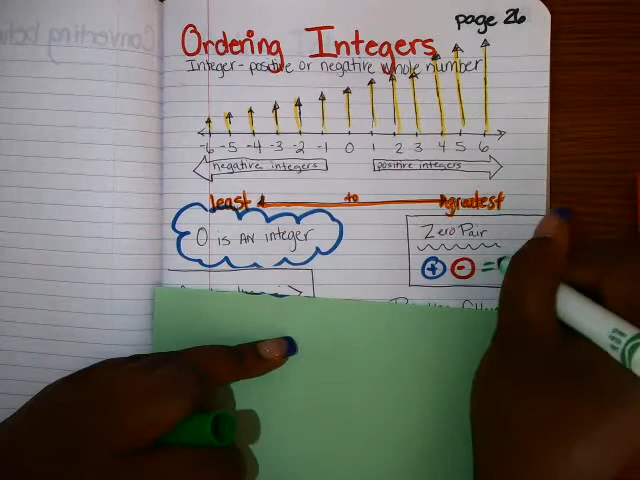 page 26
Ordering Integers
Integer - positive or negative whole number
-6 -5 -4 -3 -2 -1 0 1 2 3 4 5 6
negative integers positive integers
least to greatest
0 is AN integer
Zero Pair
+ - =